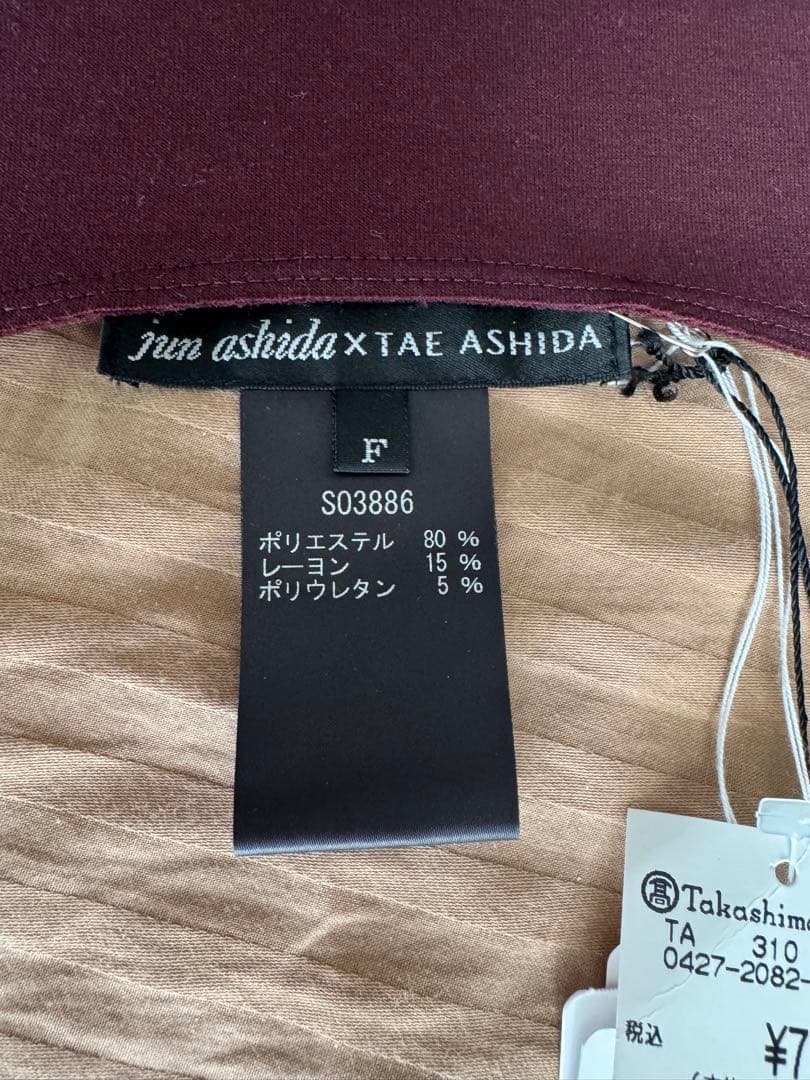 jun ashida×TAE ASHIDA
F
S03886
ポリエステル 80 %
レーヨン 15 %
ポリウレタン 5 %
髙 Takashima
TA 310
0427-2082-
税込 ¥7